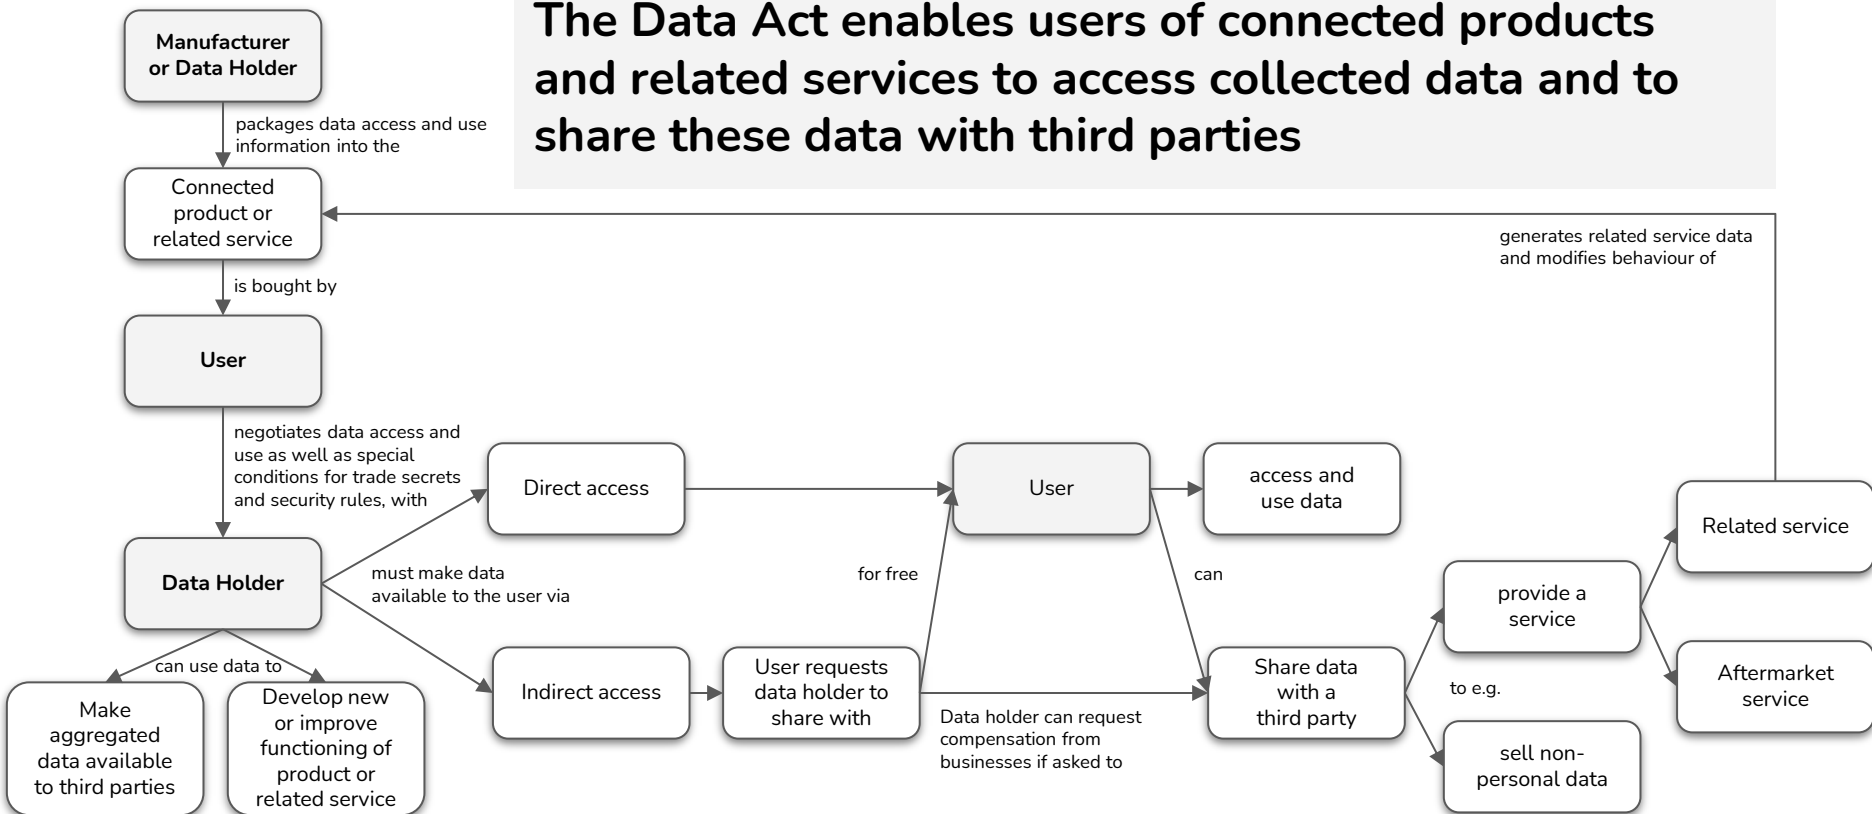 The Data Act enables users of connected products
and related services to access collected data and to
share these data with third parties
Manufacturer
or Data Holder
packages data access and use
information into the
Connected
product or
related service
generates related service data
and modifies behaviour of
is bought by
User
negotiates data access and
use as well as special
conditions for trade secrets
and security rules, with
Direct access
User
access and
use data
Related service
Data Holder
must make data
available to the user via
for free
can
provide a
service
can use data to
Make
aggregated
data available
to third parties
Develop new
or improve
functioning of
product or
related service
Indirect access
User requests
data holder to
share with
Data holder can request
compensation from
businesses if asked to
Share data
with a
third party
to e.g.
Aftermarket
service
sell non-
personal data